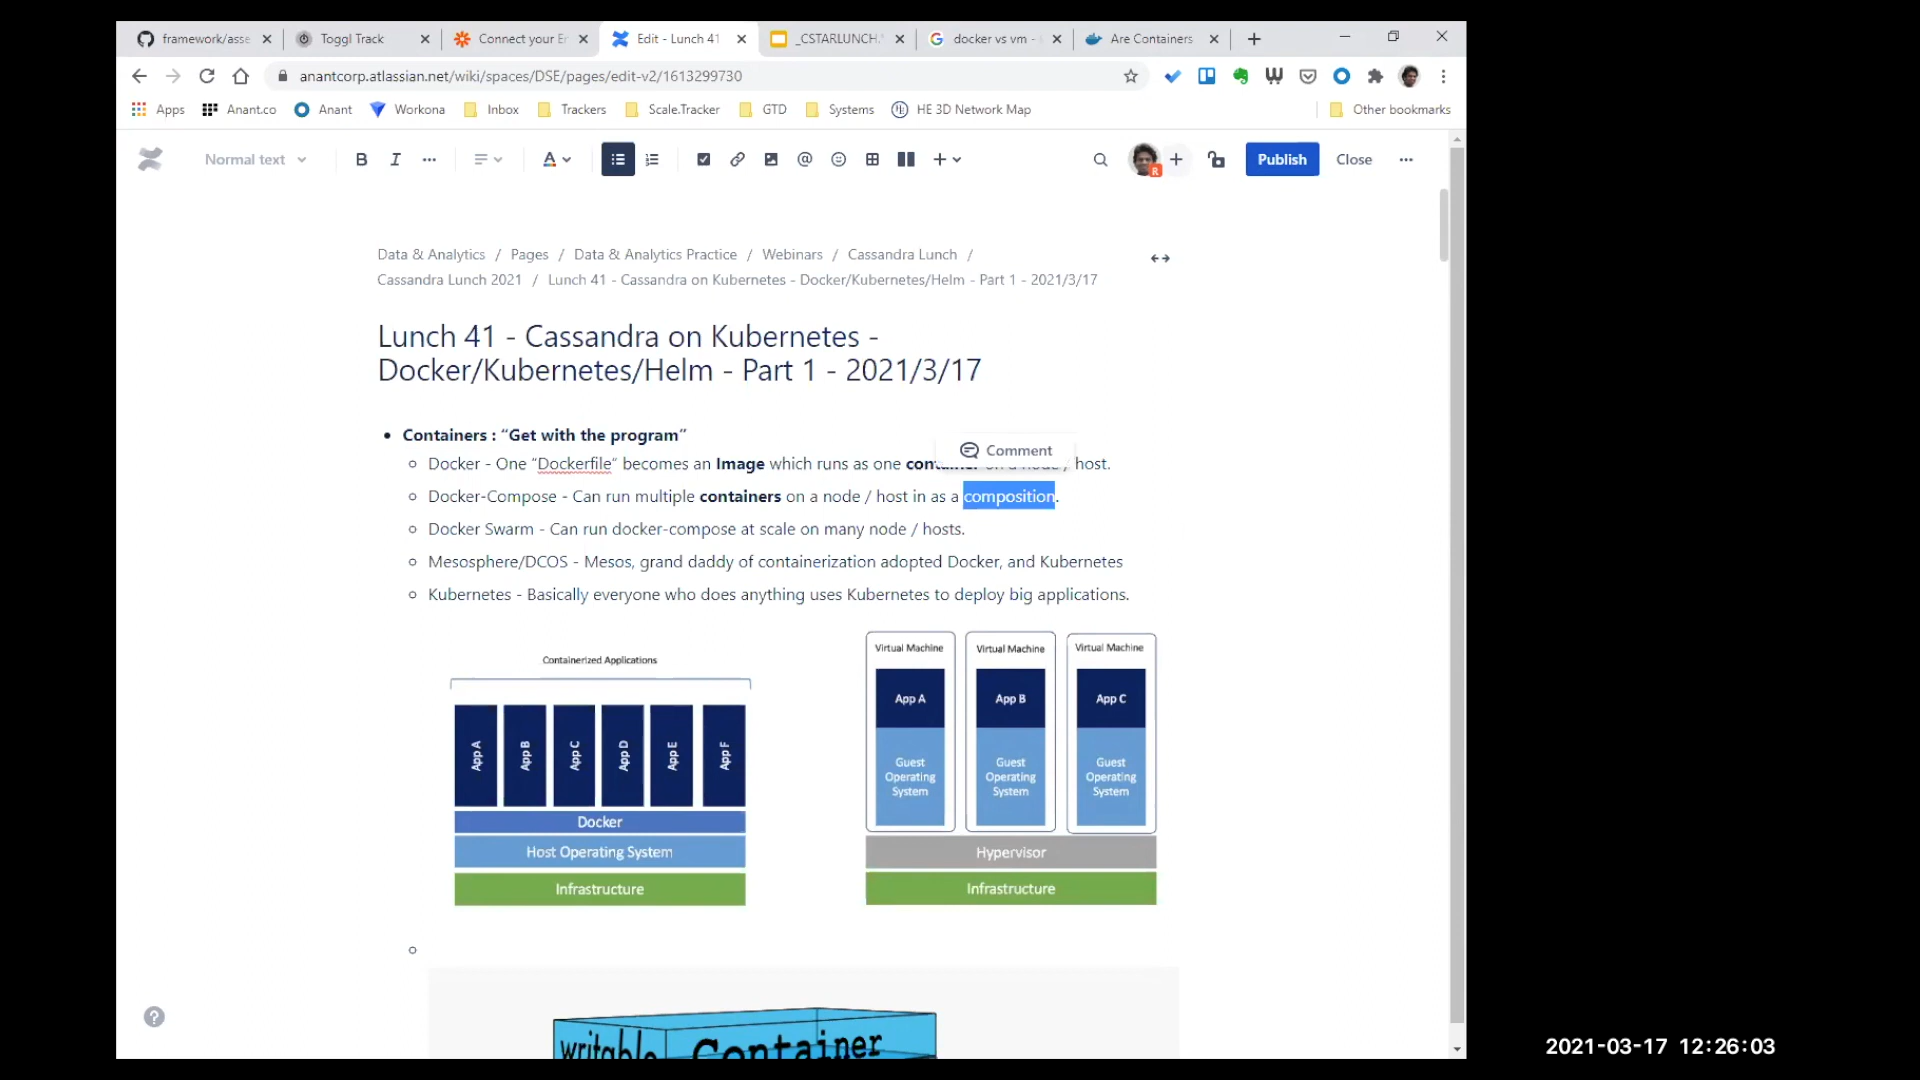 framework/asse
Toggl Track
Connect your E
Edit - Lunch 41
_CSTARLUNCH.
docker vs vm -
Are Containers
anantcorp.atlassian.net/wiki/spaces/DSE/pages/edit-v2/1613299730
Apps
Anant.co
Anant
Workona
Inbox
Trackers
Scale.Tracker
GTD
Systems
HE 3D Network Map
Other bookmarks
Normal text
B I ... A
R
Publish
Close
Data & Analytics / Pages / Data & Analytics Practice / Webinars / Cassandra Lunch /
Cassandra Lunch 2021 / Lunch 41 - Cassandra on Kubernetes - Docker/Kubernetes/Helm - Part 1 - 2021/3/17
Lunch 41 - Cassandra on Kubernetes -
Docker/Kubernetes/Helm - Part 1 - 2021/3/17
Containers : “Get with the program”
Comment
Docker - One “Dockerfile” becomes an Image which runs as one container on a node / host.
Docker-Compose - Can run multiple containers on a node / host in as a composition.
Docker Swarm - Can run docker-compose at scale on many node / hosts.
Mesosphere/DCOS - Mesos, grand daddy of containerization adopted Docker, and Kubernetes
Kubernetes - Basically everyone who does anything uses Kubernetes to deploy big applications.
Containerized Applications
App A
App B
App C
App D
App E
App F
Docker
Host Operating System
Infrastructure
Virtual Machine
Virtual Machine
Virtual Machine
App A
App B
App C
Guest
Operating
System
Guest
Operating
System
Guest
Operating
System
Hypervisor
Infrastructure
writable Container
2021-03-17 12:26:03